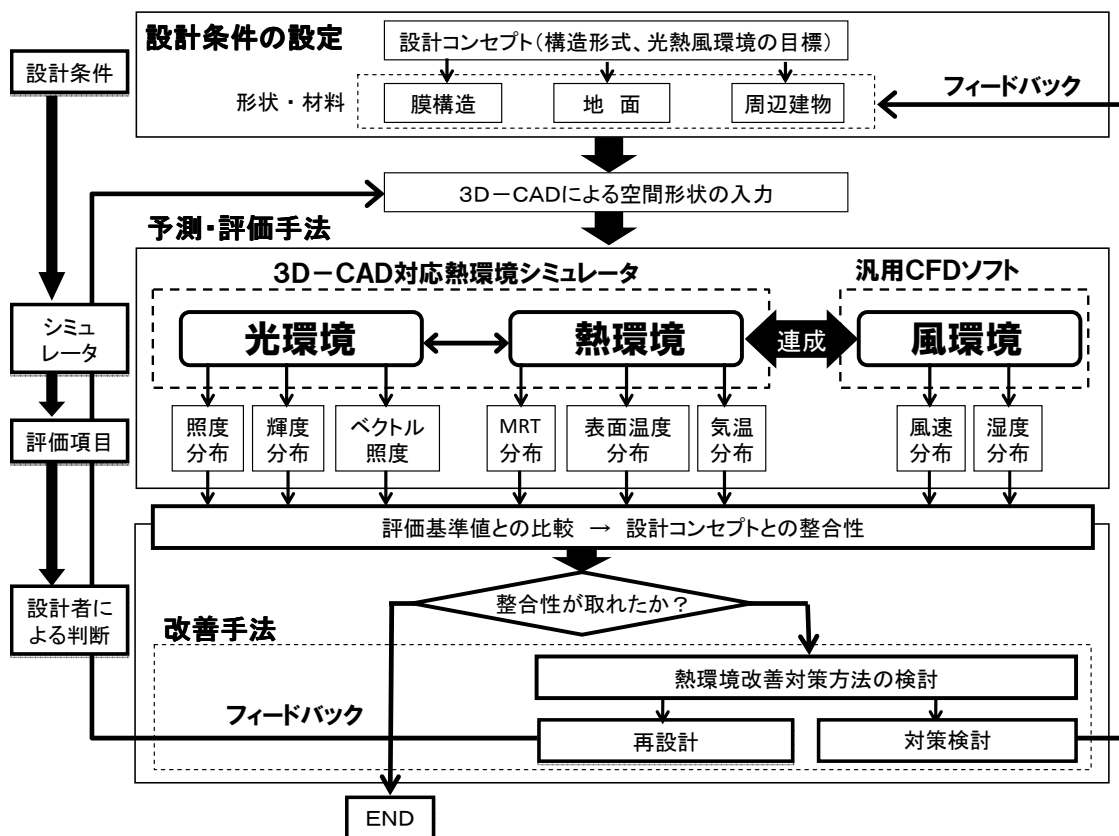 設計条件の設定
設計コンセプト（構造形式、光熱風環境の目標）
設計条件
形状・材料
膜構造
地 面
周辺建物
フィードバック
3D－CADによる空間形状の入力
予測・評価手法
3D－CAD対応熱環境シミュレータ
汎用CFDソフト
シミュ
レータ
光環境
熱環境
連成
風環境
評価項目
照度
分布
輝度
分布
ベクトル
照度
MRT
分布
表面温度
分布
気温
分布
風速
分布
湿度
分布
評価基準値との比較 → 設計コンセプトとの整合性
設計者に
よる判断
整合性が取れたか？
改善手法
熱環境改善対策方法の検討
フィードバック
再設計
対策検討
END